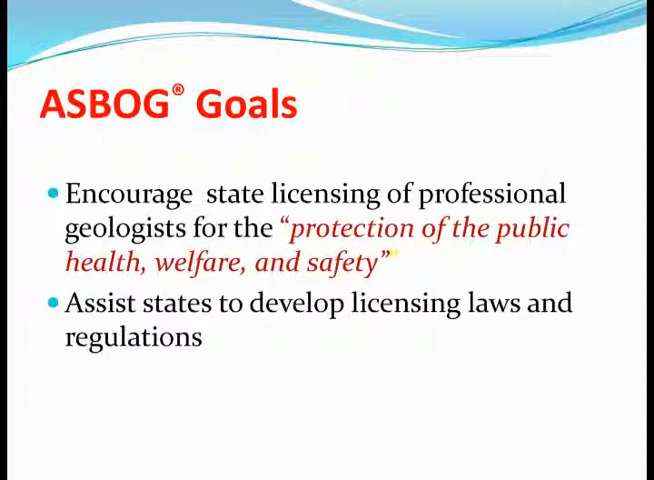 ASBOG® Goals
Encourage  state licensing of professional
geologists for the “protection of the public
health, welfare, and safety””
Assist states to develop licensing laws and
regulations